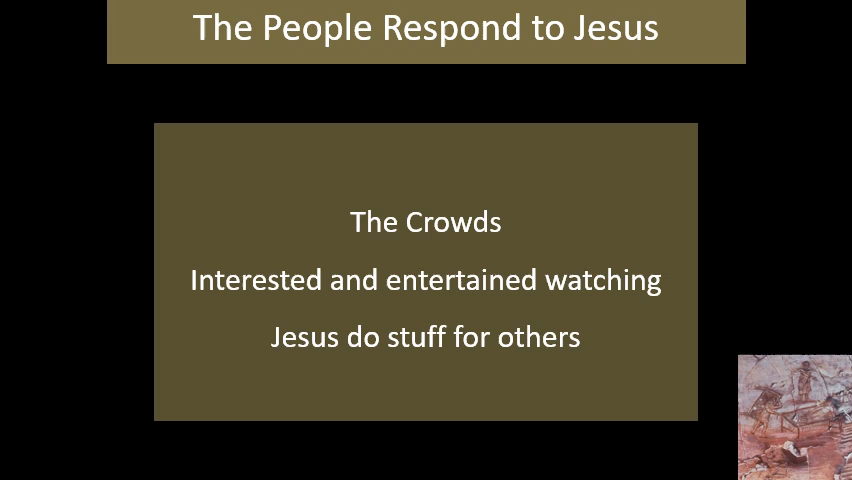 The People Respond to Jesus
The Crowds
Interested and entertained watching
Jesus do stuff for others